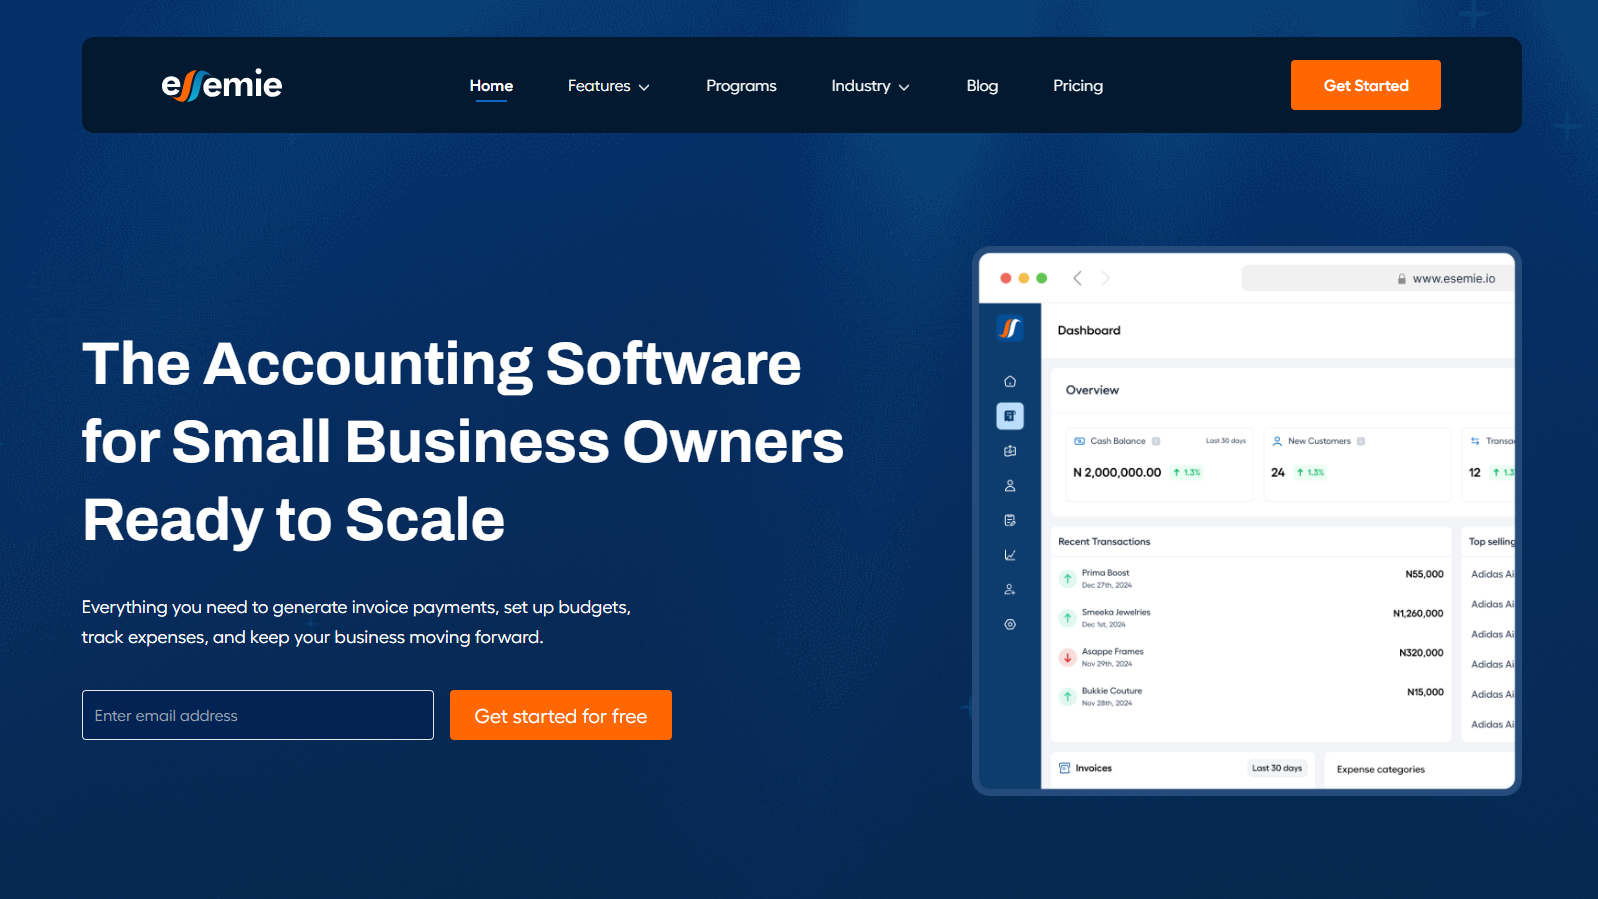 essemie
Home
Features
Programs
Industry
Blog
Pricing
Get Started
The Accounting Software
for Small Business Owners
Ready to Scale
Everything you need to generate invoice payments, set up budgets,
track expenses, and keep your business moving forward.
Enter email address
Get started for free
www.esemie.io
Dashboard
Overview
Cash Balance
Last 30 days
N 2,000,000.00
1.3%
New Customers
24
1.3%
Transac
12
1.3
Recent Transactions
Prima Boost
Dec 27th, 2024
N55,000
Smeeka Jewelries
Dec 1st, 2024
N1,260,000
Asappe Frames
Nov 29th, 2024
N320,000
Bukkie Couture
Nov 28th, 2024
N15,000
Top selling
Adidas Ai
Adidas Ai
Adidas Ai
Adidas Ai
Adidas Ai
Adidas Ai
Invoices
Last 30 days
Expense categories